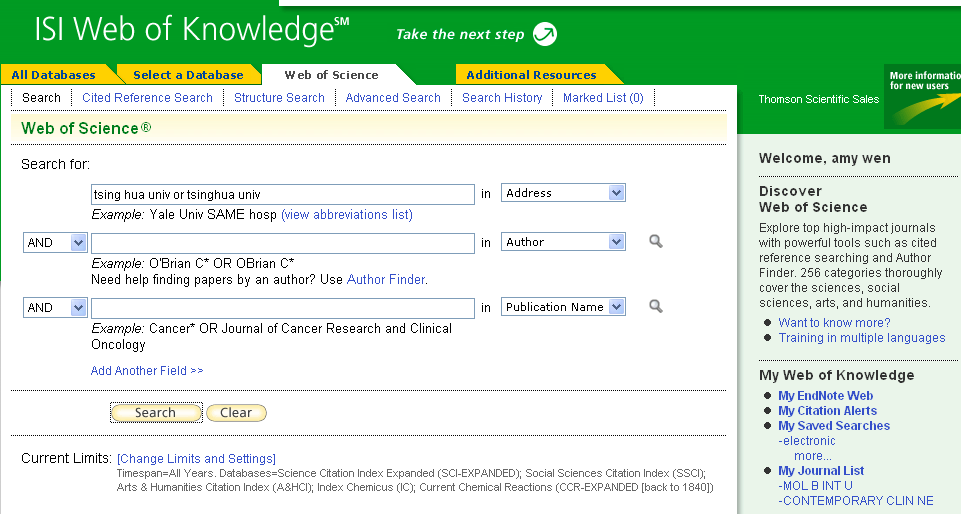 ISI Web of Knowledge℠
Take the next step
All Databases
Select a Database
Web of Science
Additional Resources
Search
Cited Reference Search
Structure Search
Advanced Search
Search History
Marked List (0)
Thomson Scientific Sales
More informatio
for new users
Web of Science®
Search for:
tsing hua univ or tsinghua univ
in
Address
Example: Yale Univ SAME hosp (view abbreviations list)
AND
in
Author
Example: O'Brian C* OR OBrian C*
Need help finding papers by an author? Use Author Finder.
AND
in
Publication Name
Example: Cancer* OR Journal of Cancer Research and Clinical
Oncology
Add Another Field >>
Search
Clear
Current Limits: [Change Limits and Settings]
Timespan=All Years. Databases=Science Citation Index Expanded (SCI-EXPANDED); Social Sciences Citation Index (SSCI);
Arts & Humanities Citation Index (A&HCI); Index Chemicus (IC); Current Chemical Reactions (CCR-EXPANDED [back to 1840])
Welcome, amy wen
Discover
Web of Science
Explore top high-impact journals
with powerful tools such as cited
reference searching and Author
Finder. 256 categories thoroughly
cover the sciences, social
sciences, arts, and humanities.
Want to know more?
Training in multiple languages
My Web of Knowledge
My EndNote Web
My Citation Alerts
My Saved Searches
-electronic
more...
My Journal List
-MOL B INT U
-CONTEMPORARY CLIN NE